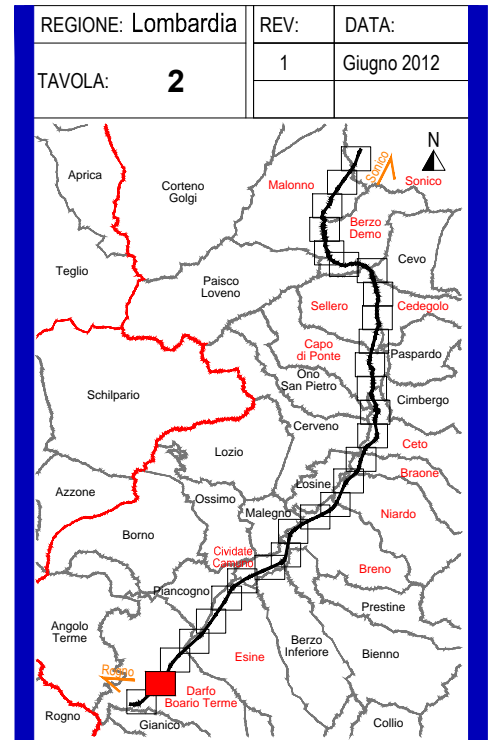 REGIONE: Lombardia
REV:
DATA:
TAVOLA: 2
1
Giugno 2012
N
Aprica
Corteno
Golgi
Malonno
Sonico
Sonico
Berzo
Demo
Teglio
Cevo
Paisco
Loveno
Sellero
Cedegolo
Capo
di Ponte
Paspardo
Ono
San Pietro
Schilpario
Cimbergo
Cerveno
Ceto
Lozio
Braone
Losine
Azzone
Ossimo
Malegno
Niardo
Borno
Cividate
Camuno
Breno
Piancogno
Prestine
Angolo
Terme
Berzo
Inferiore
Bienno
Esine
Rogno
Darfo
Boario Terme
Rogno
Gianico
Collio